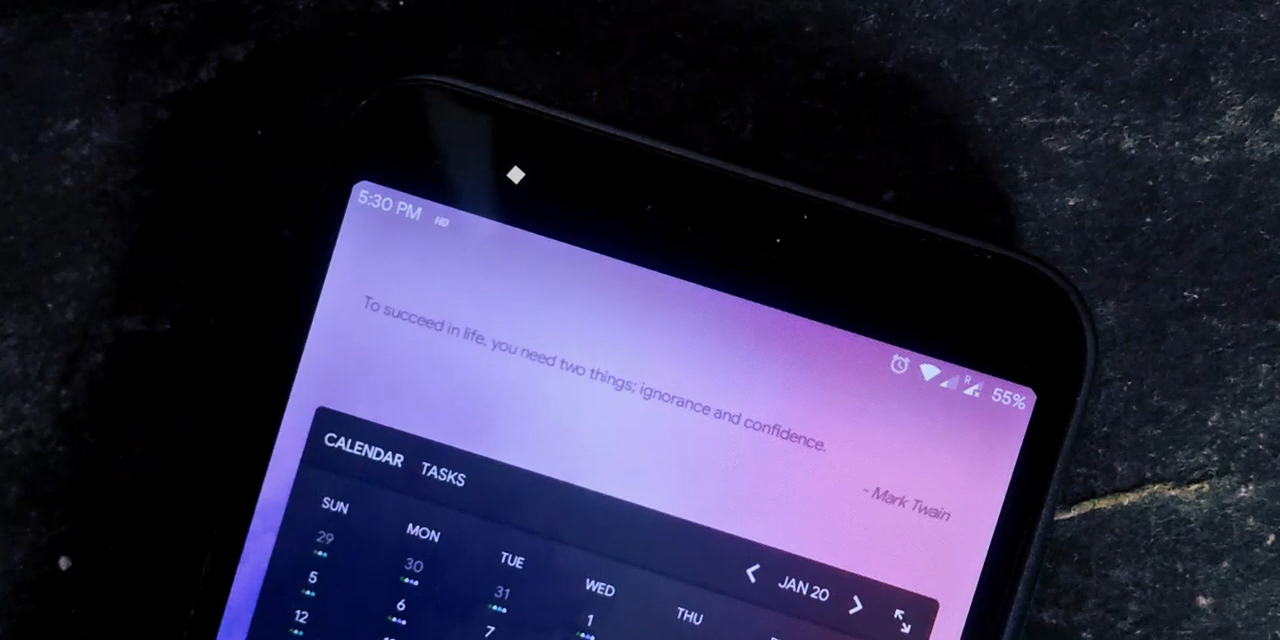 5:30 PM HD
R 55%
To succeed in life, you need two things; ignorance and confidence.
- Mark Twain
CALENDAR TASKS
JAN 20
SUN MON TUE WED THU
29 30 31 1
5 6 7
12